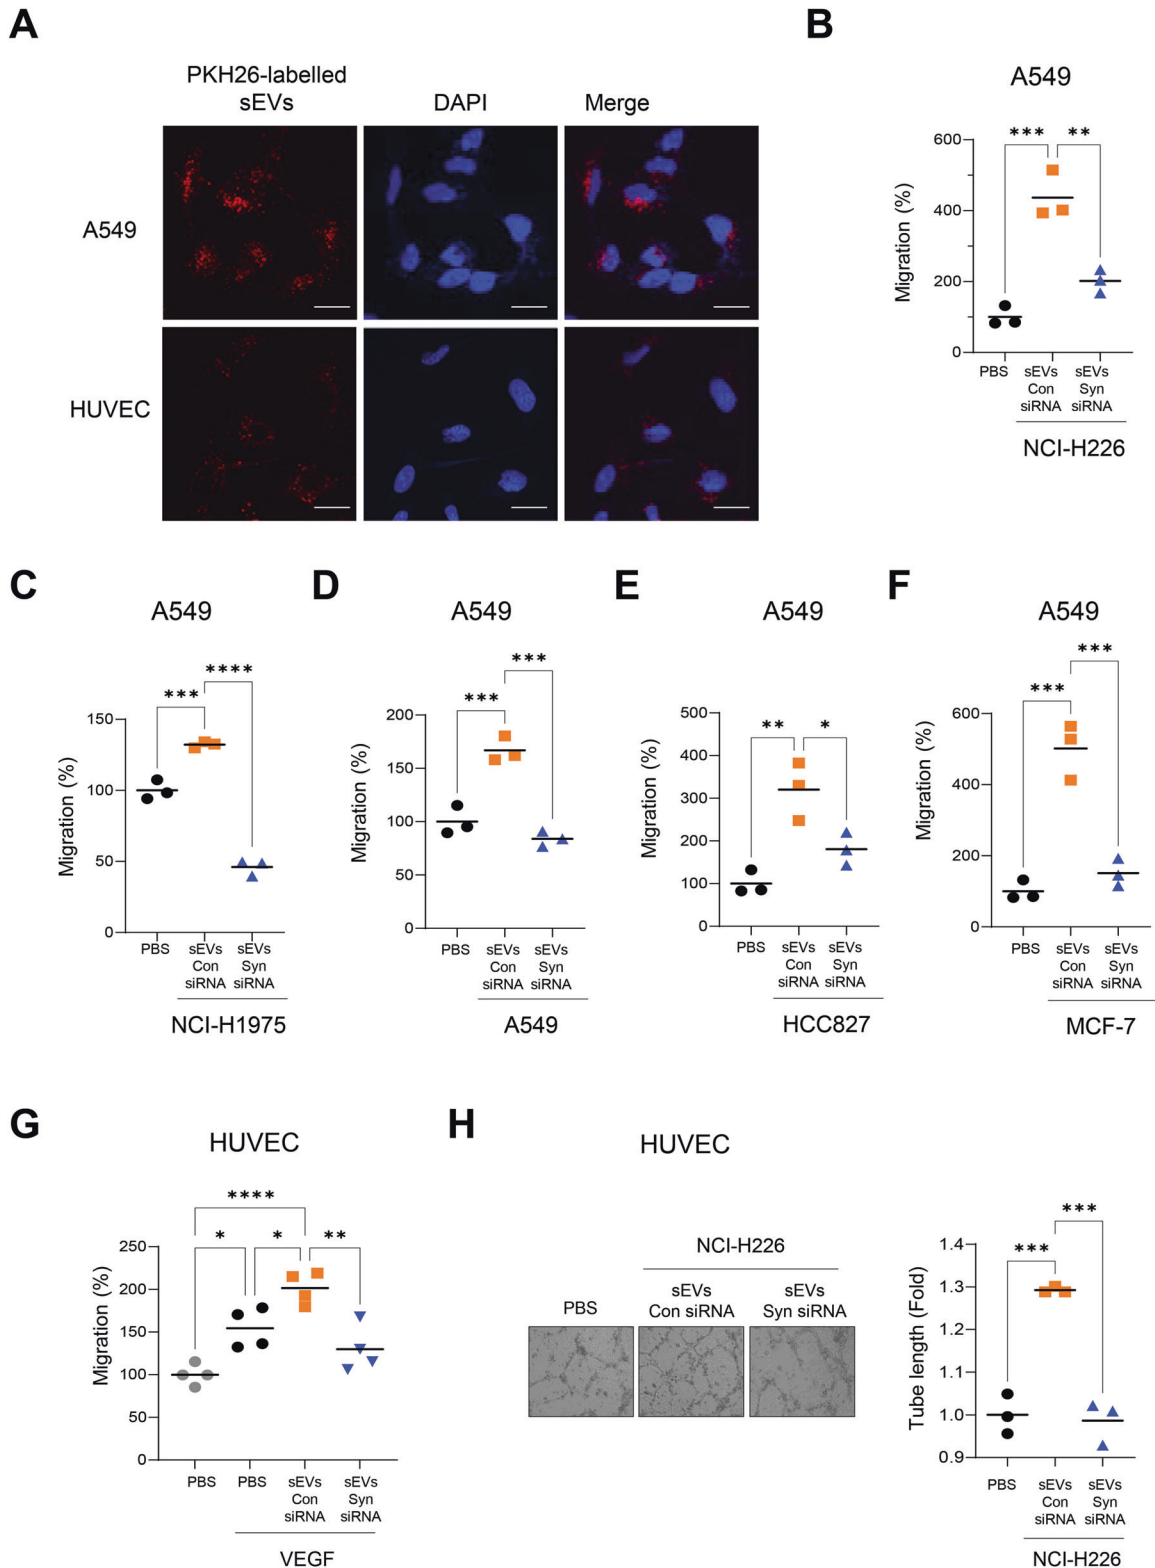 A
PKH26-labelled
sEVs
DAPI
Merge
A549
HUVEC
B
A549
*** **
Migration (%)
600
400
200
0
PBS
sEVs
Con
siRNA
sEVs
Syn
siRNA
NCI-H226
C
A549
****
***
Migration (%)
150
100
50
0
PBS
sEVs
Con
siRNA
sEVs
Syn
siRNA
NCI-H1975
D
A549
***
***
Migration (%)
200
150
100
50
0
PBS
sEVs
Con
siRNA
sEVs
Syn
siRNA
A549
E
A549
** *
Migration (%)
500
400
300
200
100
0
PBS
sEVs
Con
siRNA
sEVs
Syn
siRNA
HCC827
F
A549
***
***
Migration (%)
600
400
200
0
PBS
sEVs
Con
siRNA
sEVs
Syn
siRNA
MCF-7
G
HUVEC
****
* * **
Migration (%)
250
200
150
100
50
0
PBS
PBS
sEVs
Con
siRNA
sEVs
Syn
siRNA
VEGF
H
HUVEC
NCI-H226
PBS
sEVs
Con siRNA
sEVs
Syn siRNA
***
***
Tube length (Fold)
1.4
1.3
1.2
1.1
1.0
0.9
PBS
sEVs
Con
siRNA
sEVs
Syn
siRNA
NCI-H226